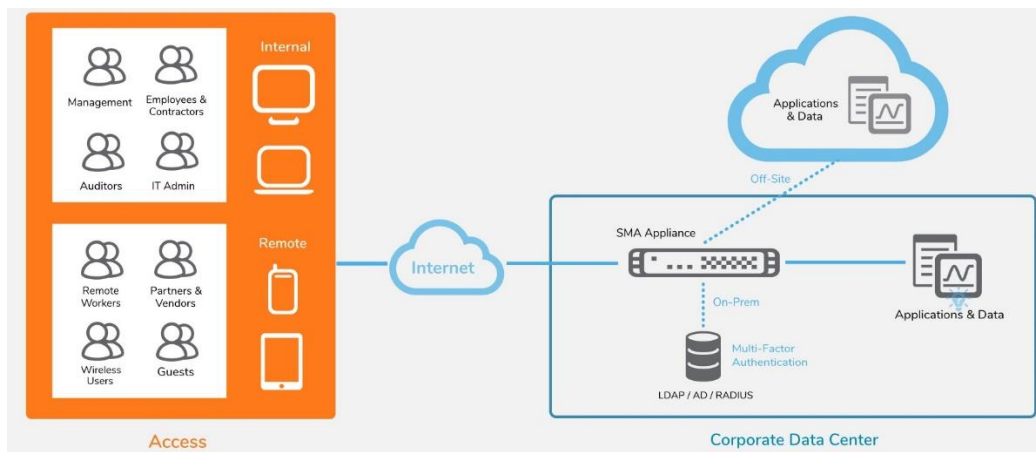 Internal
Management
Employees &
Contractors
Auditors
IT Admin
Remote
Remote
Workers
Partners &
Vendors
Wireless
Users
Guests
Access
Internet
Applications
& Data
Off-Site
SMA Appliance
On-Prem
Multi-Factor
Authentication
LDAP / AD / RADIUS
Applications & Data
Corporate Data Center